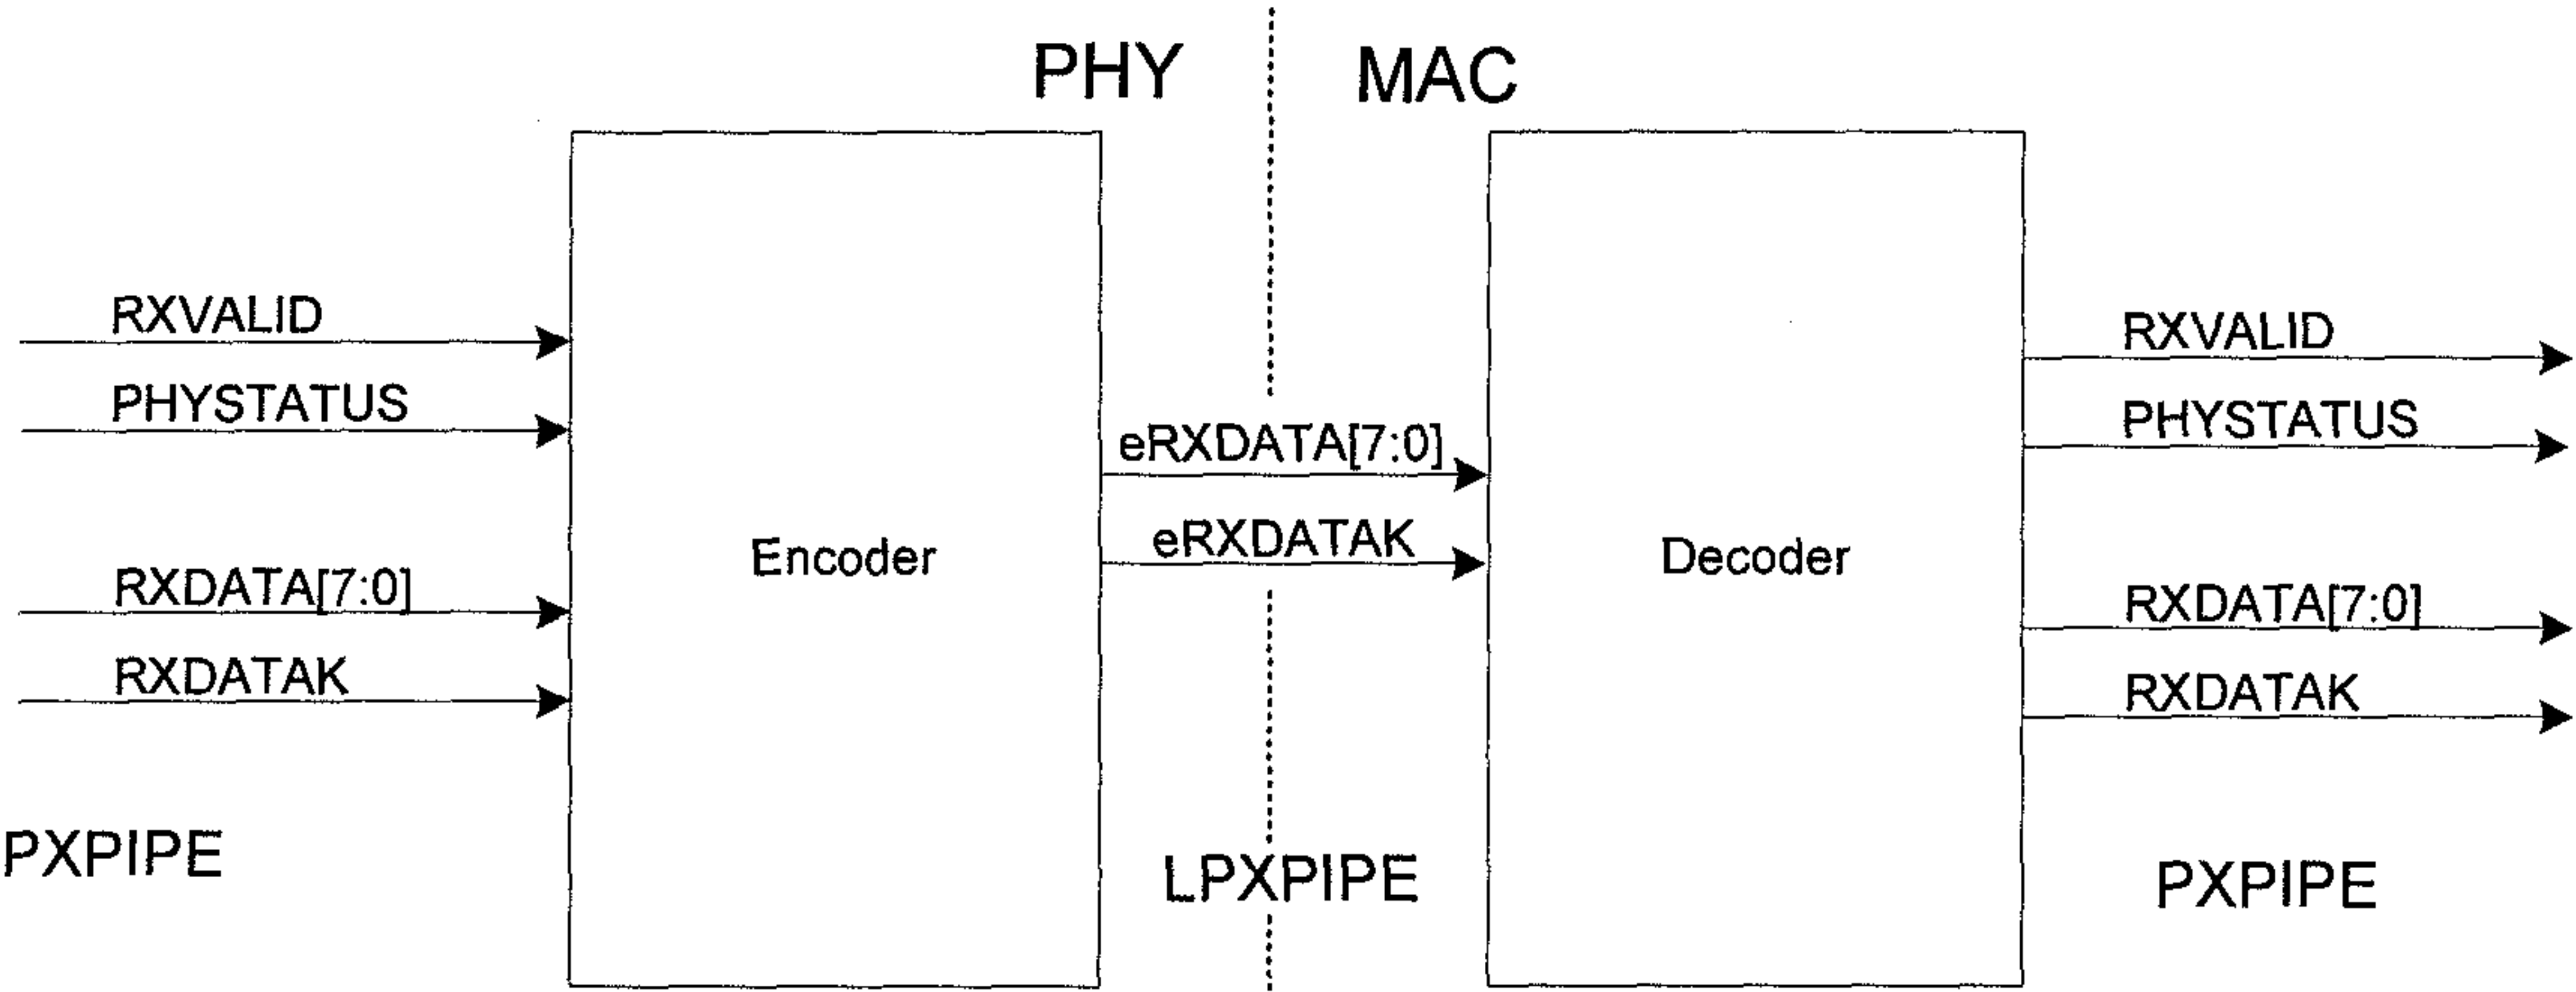 PHY
MAC
RXVALID
PHYSTATUS
RXDATA[7:0]
RXDATAK
PXPIPE
Encoder
eRXDATA[7:0]
eRXDATAK
LPXPIPE
Decoder
RXVALID
PHYSTATUS
RXDATA[7:0]
RXDATAK
PXPIPE